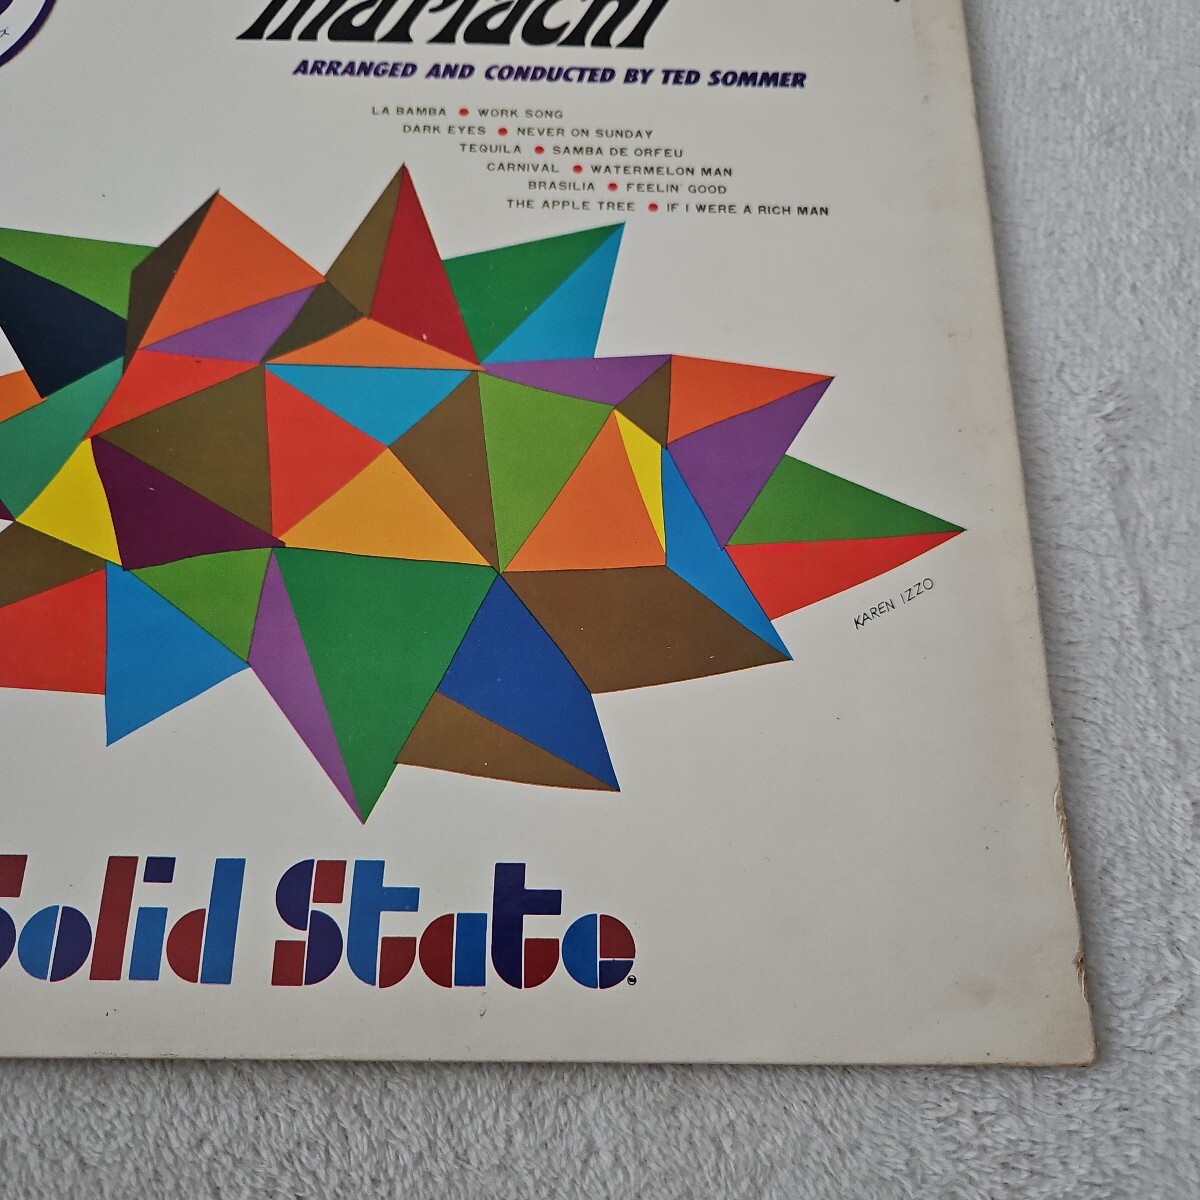 Mariachi
ARRANGED AND CONDUCTED BY TED SOMMER
LA BAMBA • WORK SONG
DARK EYES • NEVER ON SUNDAY
TEQUILA • SAMBA DE ORFEU
CARNIVAL • WATERMELON MAN
BRASILIA • FEELIN' GOOD
THE APPLE TREE • IF I WERE A RICH MAN
KAREN IZZO
Solid State